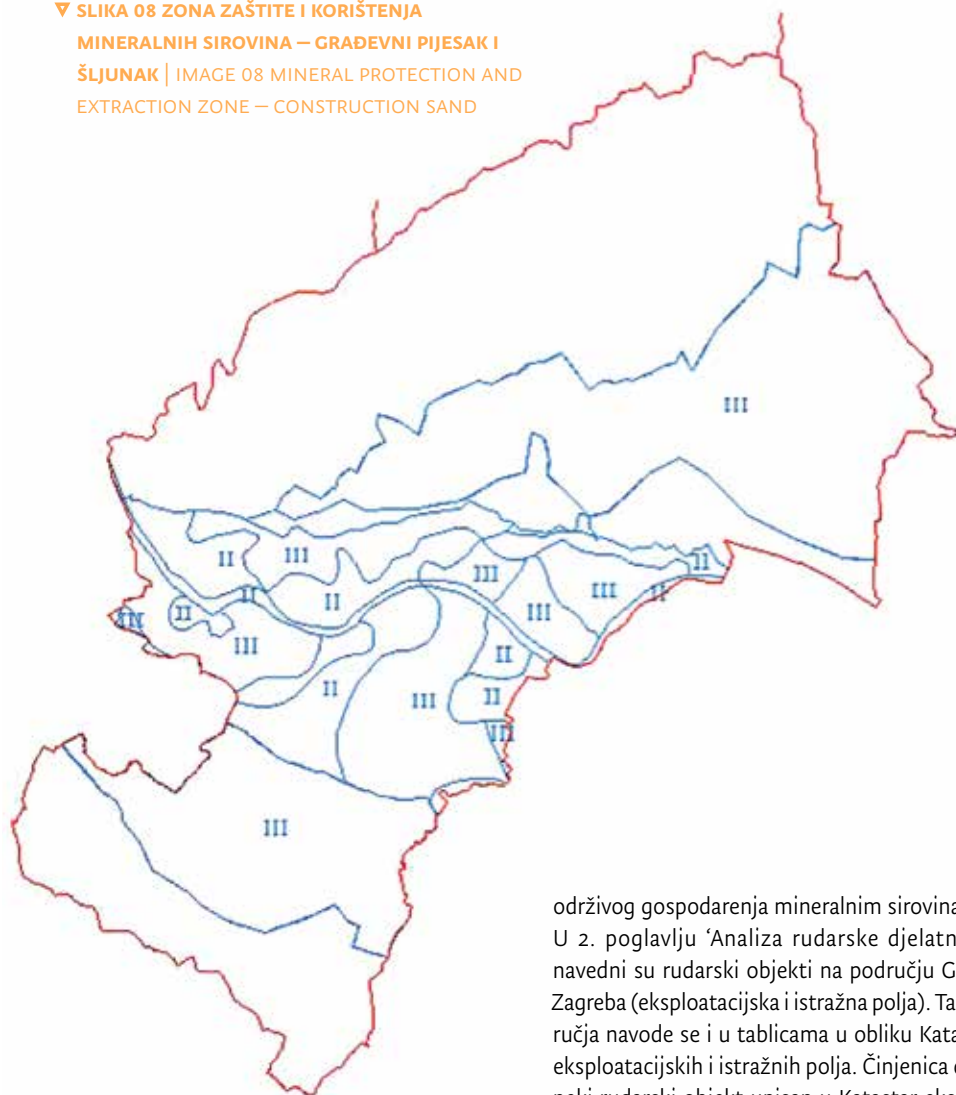 ▼ SLIKA 08 ZONA ZAŠTITE I KORIŠTENJA
MINERALNIH SIROVINA – GRAĐEVNI PIJESAK I
ŠLJUNAK | IMAGE 08 MINERAL PROTECTION AND
EXTRACTION ZONE – CONSTRUCTION SAND
III
II
III
III
II
II
II
III
III
II
III
II
III
II
II
III
II
III
III
održivog gospodarenja mineralnim sirovina
U 2. poglavlju ‘Analiza rudarske djelatn
navedni su rudarski objekti na području G
Zagreba (eksploatacijska i istražna polja). Ta
ručja navode se i u tablicama u obliku Kata
eksploatacijskih i istražnih polja. Činjenica